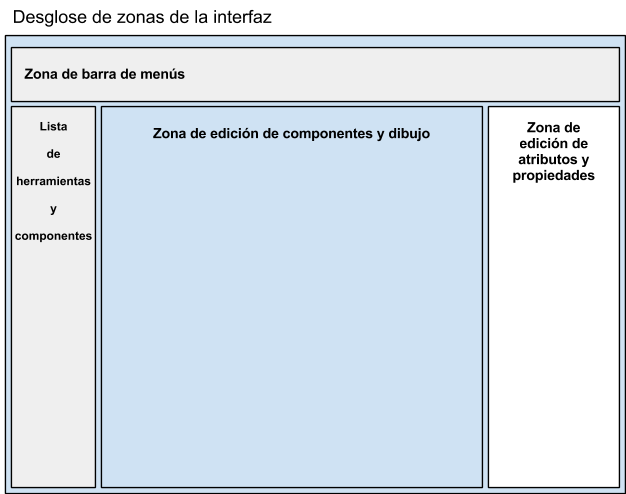 Desglose de zonas de la interfaz
Zona de barra de menús
Lista
de
herramientas
y
componentes
Zona de edición de componentes y dibujo
Zona de
edición de
atributos y
propiedades